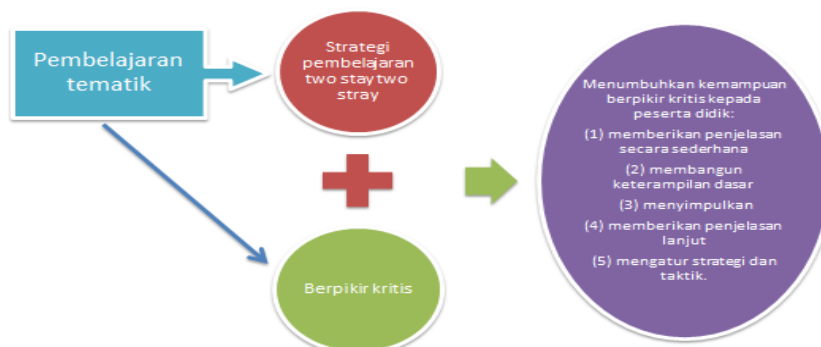 Pembelajaran
tematik
Strategi
pembelajaran
two stay two
stray
Berpikir kritis
Menumbuhkan kemampuan
berpikir kritis kepada
peserta didik:
(1) memberikan penjelasan
secara sederhana
(2) membangun
keterampilan dasar
(3) menyimpulkan
(4) memberikan penjelasan
lanjut
(5) mengatur strategi dan
taktik.